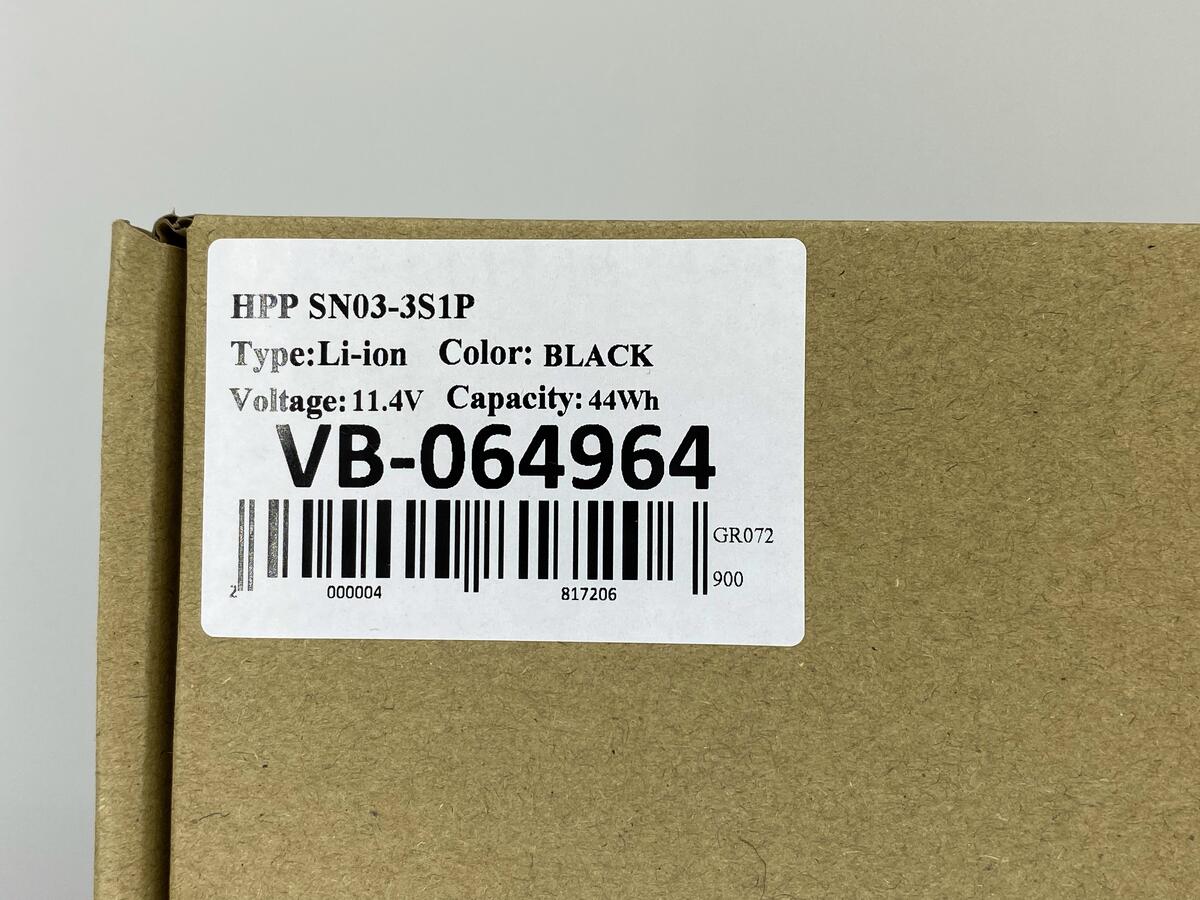 HPP SN03-3S1P
Type:Li-ion Color: BLACK
Voltage:11.4V Capacity:44Wh
VB-064964
GR072
900
2 000004 817206